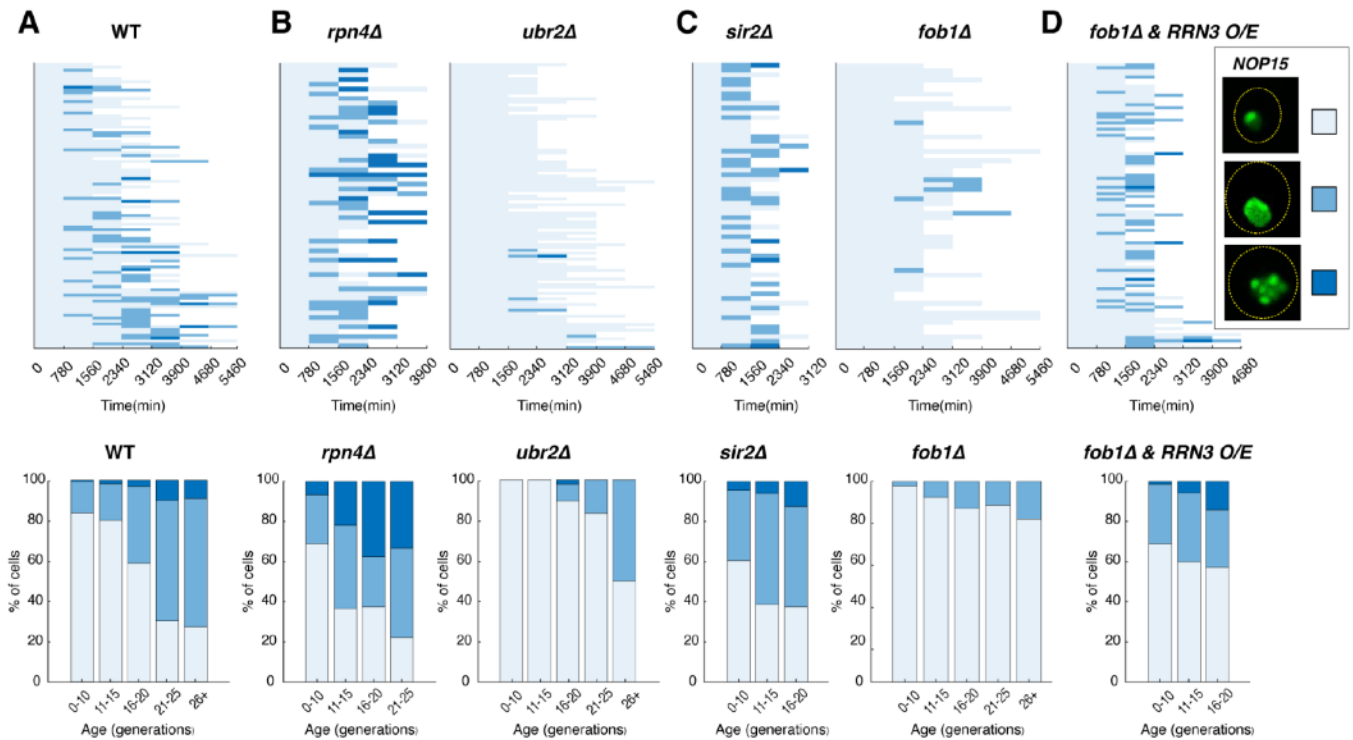 A
WT
B
rpn4Δ
ubr2Δ
C
sir2Δ
fob1Δ
D
fob1Δ & RRN3 O/E
NOP15
0 780 1560 2340 3120 3900 4680 5460
Time(min)
0 780 1560 2340 3120 3900
Time(min)
0 780 1560 2340 3120 3900 4680 5460
Time(min)
0 780 1560 2340 3120
Time(min)
0 780 1560 2340 3120 3900 4680 5460
Time(min)
0 780 1560 2340 3120 3900 4680
Time(min)
WT
% of cells
100
80
60
40
20
0
0-10 11-15 16-20 21-25 26+
Age (generations)
rpn4Δ
% of cells
100
80
60
40
20
0
0-10 11-15 16-20 21-25
Age (generations)
ubr2Δ
% of cells
100
80
60
40
20
0
0-10 11-15 16-20 21-25 26+
Age (generations)
sir2Δ
% of cells
100
80
60
40
20
0
0-10 11-15 16-20
Age (generations)
fob1Δ
% of cells
100
80
60
40
20
0
0-10 11-15 16-20 21-25 26+
Age (generations)
fob1Δ & RRN3 O/E
% of cells
100
80
60
40
20
0
0-10 11-15 16-20
Age (generations)